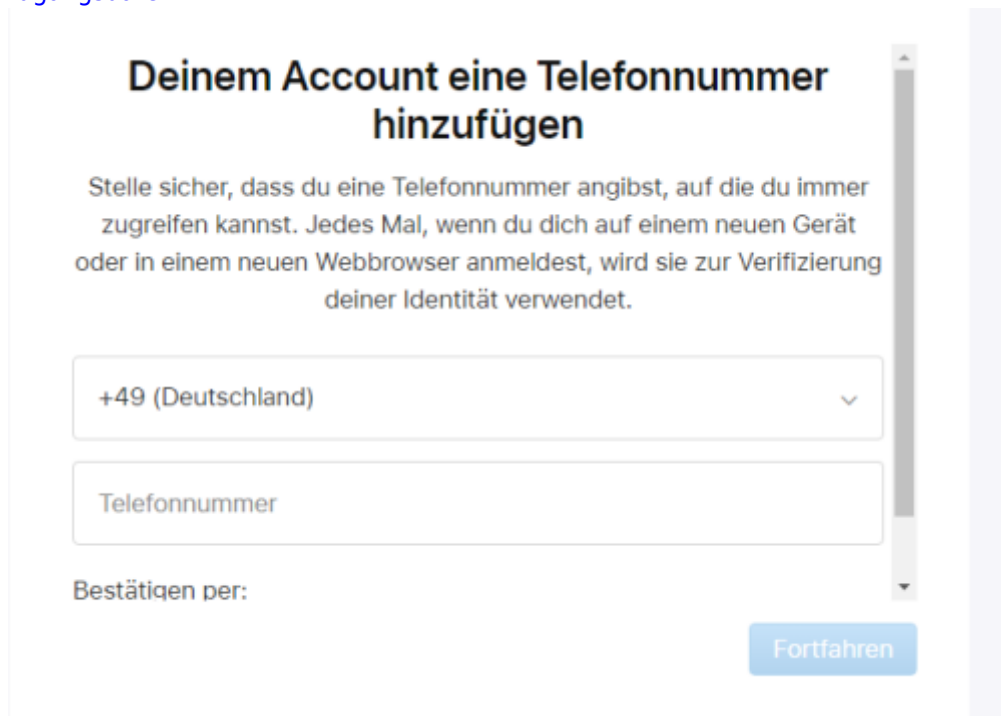 Deinem Account eine Telefonnummer
hinzufügen
Stelle sicher, dass du eine Telefonnummer angibst, auf die du immer
zugreifen kannst. Jedes Mal, wenn du dich auf einem neuen Gerät
oder in einem neuen Webbrowser anmeldest, wird sie zur Verifizierung
deiner Identität verwendet.
+49 (Deutschland)
Telefonnummer
Bestätigen per:
Fortfahren